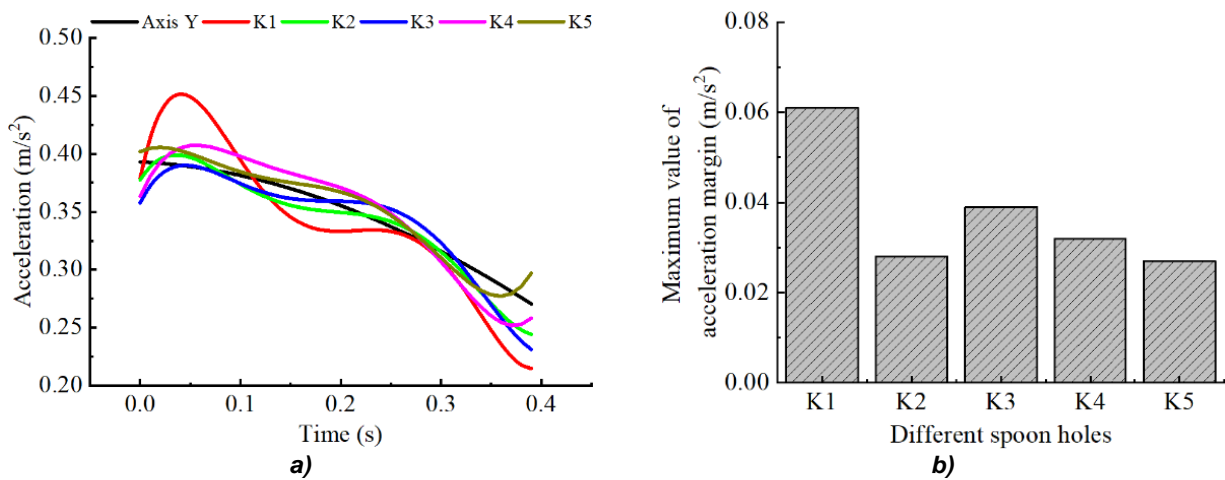 Axis Y K1 K2 K3 K4 K5
0.50
0.45
0.40
0.35
0.30
0.25
0.20
Acceleration (m/s²)
0.0 0.1 0.2 0.3 0.4
Time (s)
a)
0.08
0.06
0.04
0.02
0.00
Maximum value of
acceleration margin (m/s²)
K1 K2 K3 K4 K5
Different spoon holes
b)